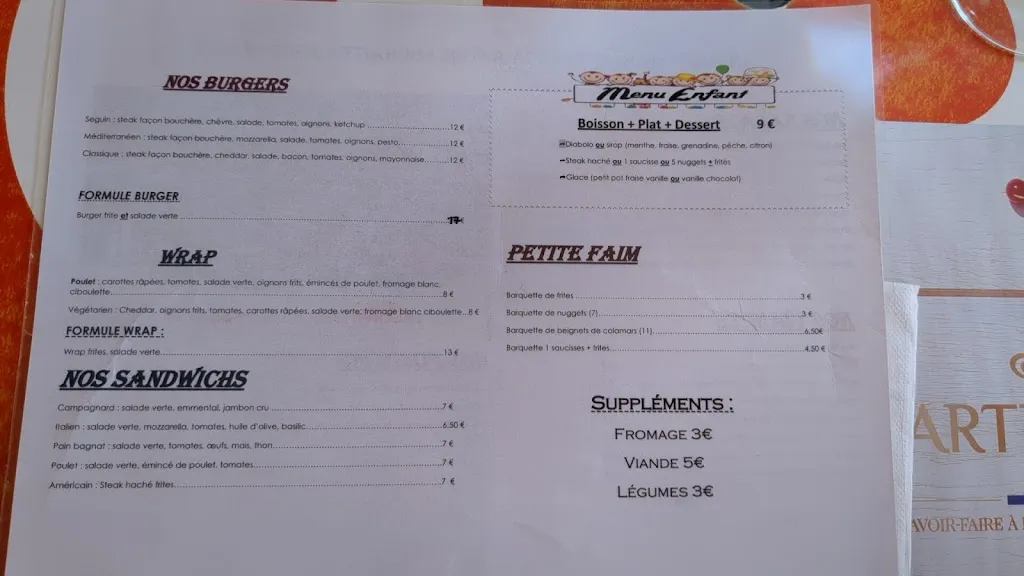 NOS BURGERS
Seguin : steak façon bouchère, chèvre, salade, tomates, oignons, ketchup ...12 €
Méditerranéen : steak façon bouchère, mozzarella, salade, tomates, oignons, pesto...12 €
Classique : steak façon bouchère, cheddar, salade, bacon, tomates, oignons, mayonnaise...12 €
FORMULE BURGER
Burger frite et salade verte ...17€
WRAP
Poulet : carottes râpées, tomates, salade verte, oignons frits, émincés de poulet, fromage blanc,
ciboulette...8 €
Végétarien : Cheddar, oignons frits, tomates, carottes râpées, salade verte, fromage blanc ciboulette..8 €
FORMULE WRAP :
Wrap frites, salade verte...13 €
NOS SANDWICHS
Campagnard : salade verte, emmental, jambon cru ...7 €
Italien : salade verte, mozzarella, tomates, huile d'olive, basilic...6,50 €
Pain bagnat : salade verte, tomates, œufs, mais, thon...7 €
Poulet : salade verte, émincé de poulet, tomates...7 €
Américain : Steak haché frites...7 €
Menu Enfant
Boisson + Plat + Dessert 9 €
Diabolo ou sirop (menthe, fraise, grenadine, pêche, citron)
Steak haché ou 1 saucisse ou 5 nuggets + frites
Glace (petit pot fraise vanille ou vanille chocolat)
PETITE FAIM
Barquette de frites ...3 €
Barquette de nuggets (7)...3 €
Barquette de beignets de calamars (11)...6,50€
Barquette 1 saucisses + frites...4,50 €
SUPPLÉMENTS :
FROMAGE 3€
VIANDE 5€
LÉGUMES 3€
ART
AVOIR-FAIRE À